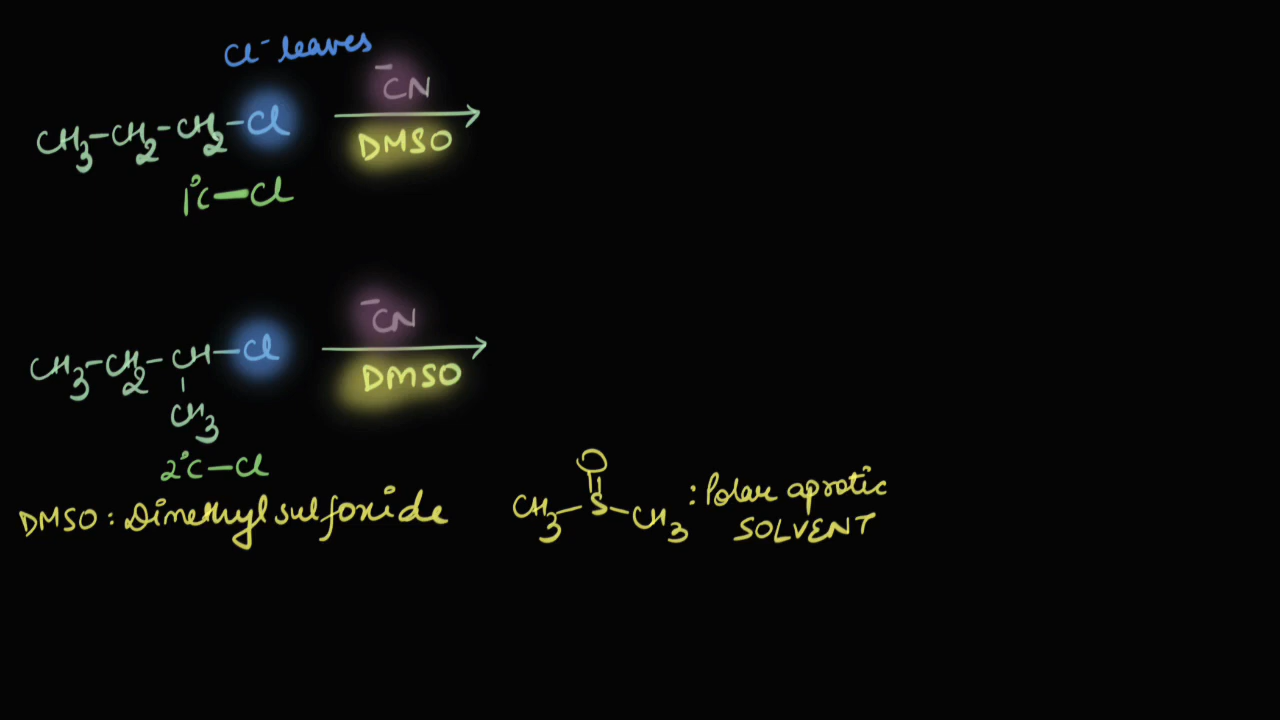 Cl⁻ leaves
⁻CN
CH₃-CH₂-CH₂-Cl
DMSO
1°C-Cl
⁻CN
CH₃-CH₂-CH-Cl
DMSO
CH₃
2°C-Cl
O
DMSO : Dimethyl sulfoxide CH₃-S-CH₃ : Polar aprotic
SOLVENT